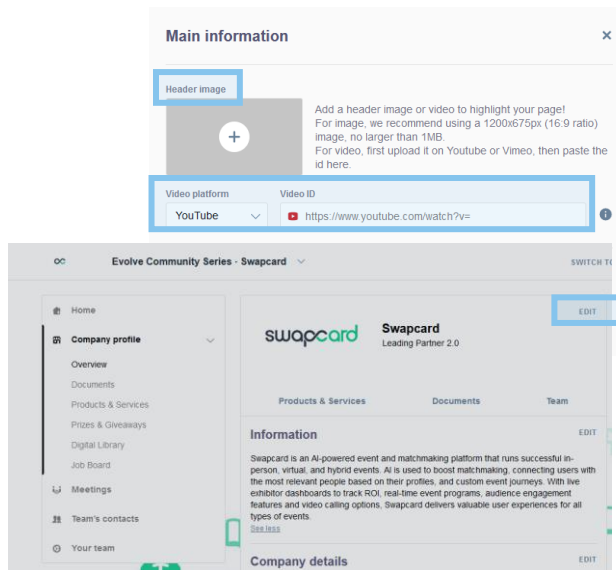 Main information
Header image
Add a header image or video to highlight your page!
For image, we recommend using a 1200x675px (16:9 ratio)
image, no larger than 1MB.
For video, first upload it on Youtube or Vimeo, then paste the
id here.
Video platform
Video ID
YouTube
https://www.youtube.com/watch?v=
Evolve Community Series - Swapcard
SWITCH TO
Home
Company profile
Overview
Documents
Products & Services
Prizes & Giveaways
Digital Library
Job Board
Meetings
Team's contacts
Your team
EDIT
swapcard
Swapcard
Leading Partner 2.0
Products & Services
Documents
Team
Information
EDIT
Swapcard is an AI-powered event and matchmaking platform that runs successful in-
person, virtual, and hybrid events. AI is used to boost matchmaking, connecting users with
the most relevant people based on their profiles, and custom event journeys. With live
exhibitor dashboards to track ROI, real-time event programs, audience engagement
features and video calling options, Swapcard delivers valuable user experiences for all
types of events.
See less
Company details
EDIT